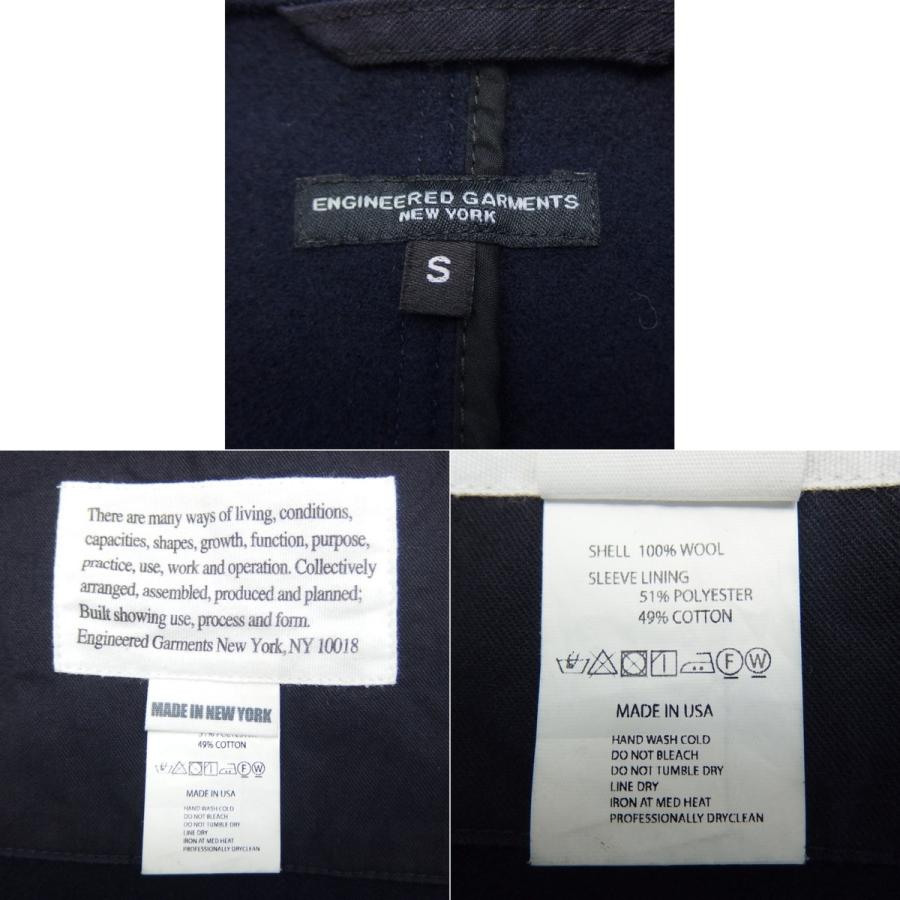 ENGINEERED GARMENTS
NEW YORK
S
There are many ways of living, conditions,
capacities, shapes, growth, function, purpose,
practice, use, work and operation. Collectively
arranged, assembled, produced and planned;
Built showing use, process and form.
Engineered Garments New York, NY 10018
MADE IN NEW YORK
51% POLYESTER
49% COTTON
F W
MADE IN USA
HAND WASH COLD
DO NOT BLEACH
DO NOT TUMBLE DRY
LINE DRY
IRON AT MED HEAT
PROFESSIONALLY DRYCLEAN
SHELL 100% WOOL
SLEEVE LINING
51% POLYESTER
49% COTTON
F W
MADE IN USA
HAND WASH COLD
DO NOT BLEACH
DO NOT TUMBLE DRY
LINE DRY
IRON AT MED HEAT
PROFESSIONALLY DRYCLEAN